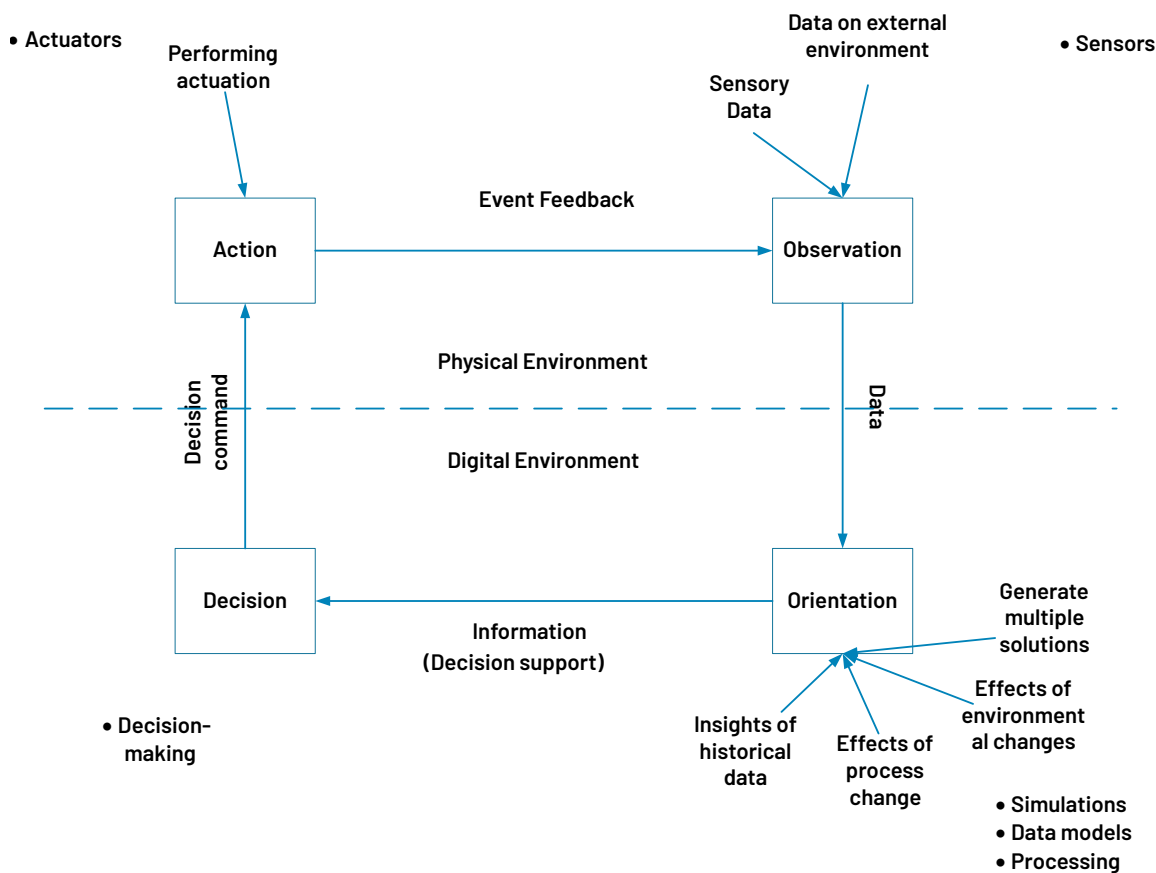 • Actuators
Performing
actuation
Data on external
environment
• Sensors
Sensory
Data
Event Feedback
Action
Observation
Physical Environment
Decision
command
Data
Digital Environment
Decision
Orientation
Information
(Decision support)
Generate
multiple
solutions
Effects of
environment
al changes
Insights of
historical
data
Effects of
process
change
• Decision-
making
• Simulations
• Data models
• Processing